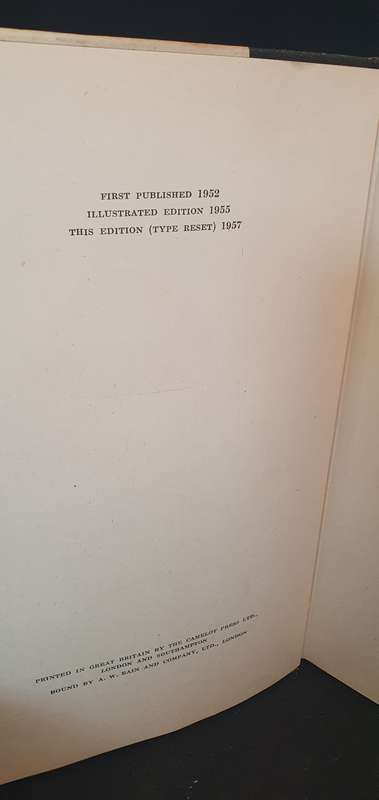 FIRST PUBLISHED 1952
ILLUSTRATED EDITION 1955
THIS EDITION (TYPE RESET) 1957
PRINTED IN GREAT BRITAIN BY THE CAMELOT PRESS LTD.,
LONDON AND SOUTHAMPTON
BOUND BY A. W. BAIN AND COMPANY, LTD., LONDON